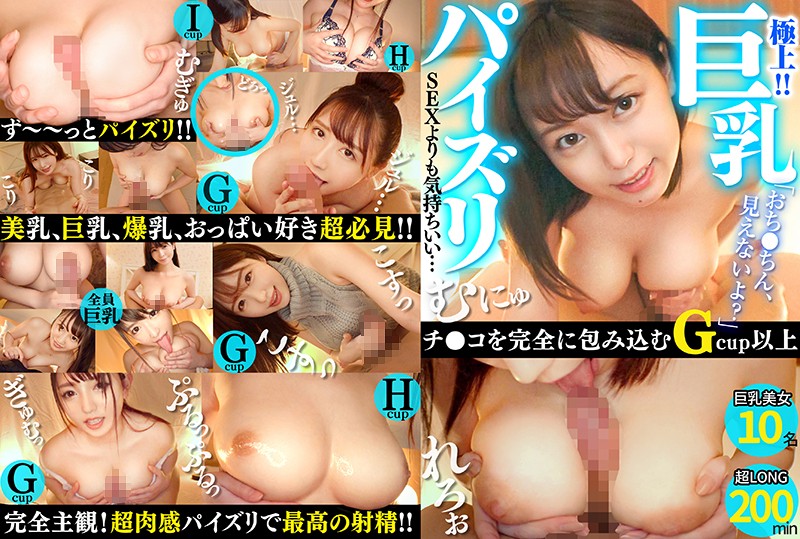 I cup
むぎゅ
H cup
とろっ
ず～～っとパイズリ!!
ジュル…
こり
こり
G cup
美乳、巨乳、爆乳、おっぱい好き超必見!!
全員
巨乳
こすっ
G cup
ぎゅむっ
G cup
ぷるっぷるっ
H cup
完全主観!超肉感パイズリで最高の射精!!
極上!!
巨乳
パイズリ
SEXよりも気持ちいい…
「おち●ちん、
見えないよ?」
むにゅ
チ●コを完全に包み込むGcup以上
れろぉ
巨乳美女
10名
超LONG
200min